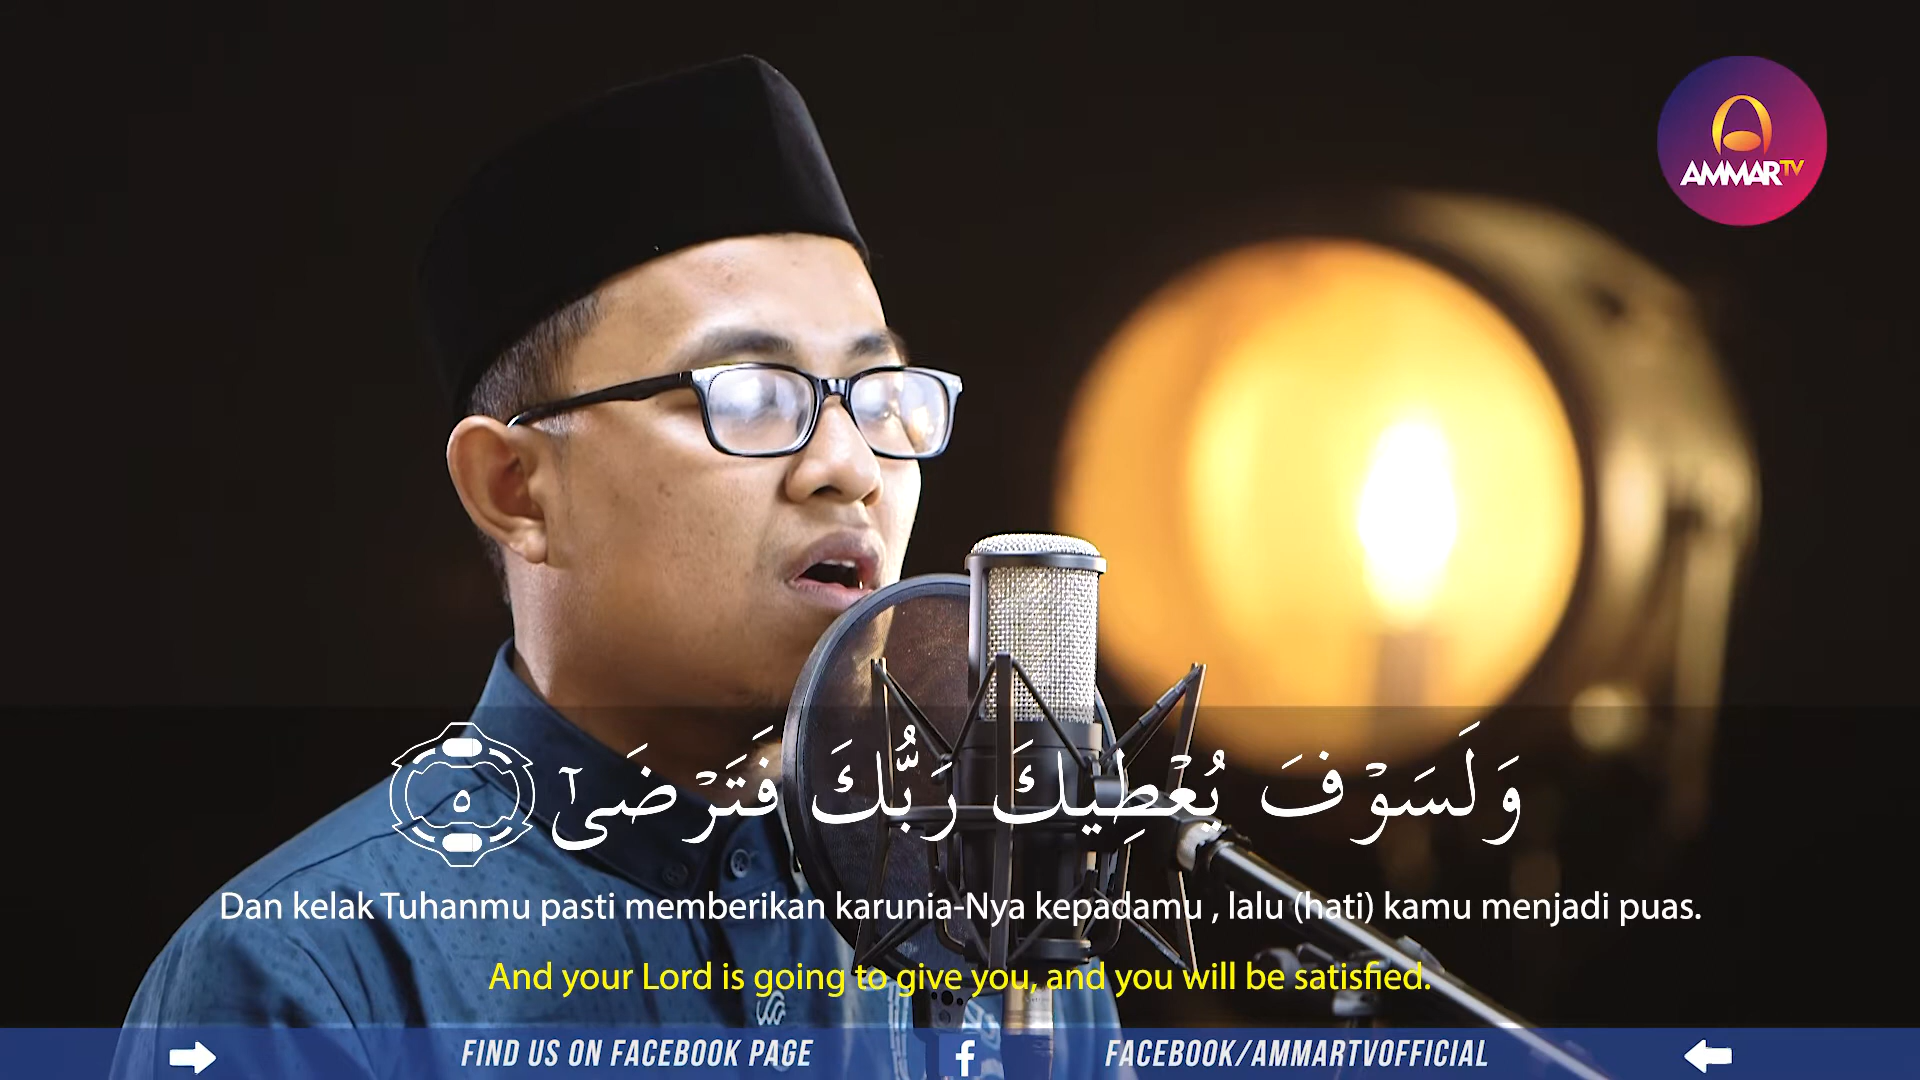 AMMARTV
وَلَسَوْفَ يُعْطِيكَ رَبُّكَ فَتَرْضَىٰٓ ٥
Dan kelak Tuhanmu pasti memberikan karunia-Nya kepadamu , lalu (hati) kamu menjadi puas.
And your Lord is going to give you, and you will be satisfied.
FIND US ON FACEBOOK PAGE f FACEBOOK/AMMARTVOFFICIAL